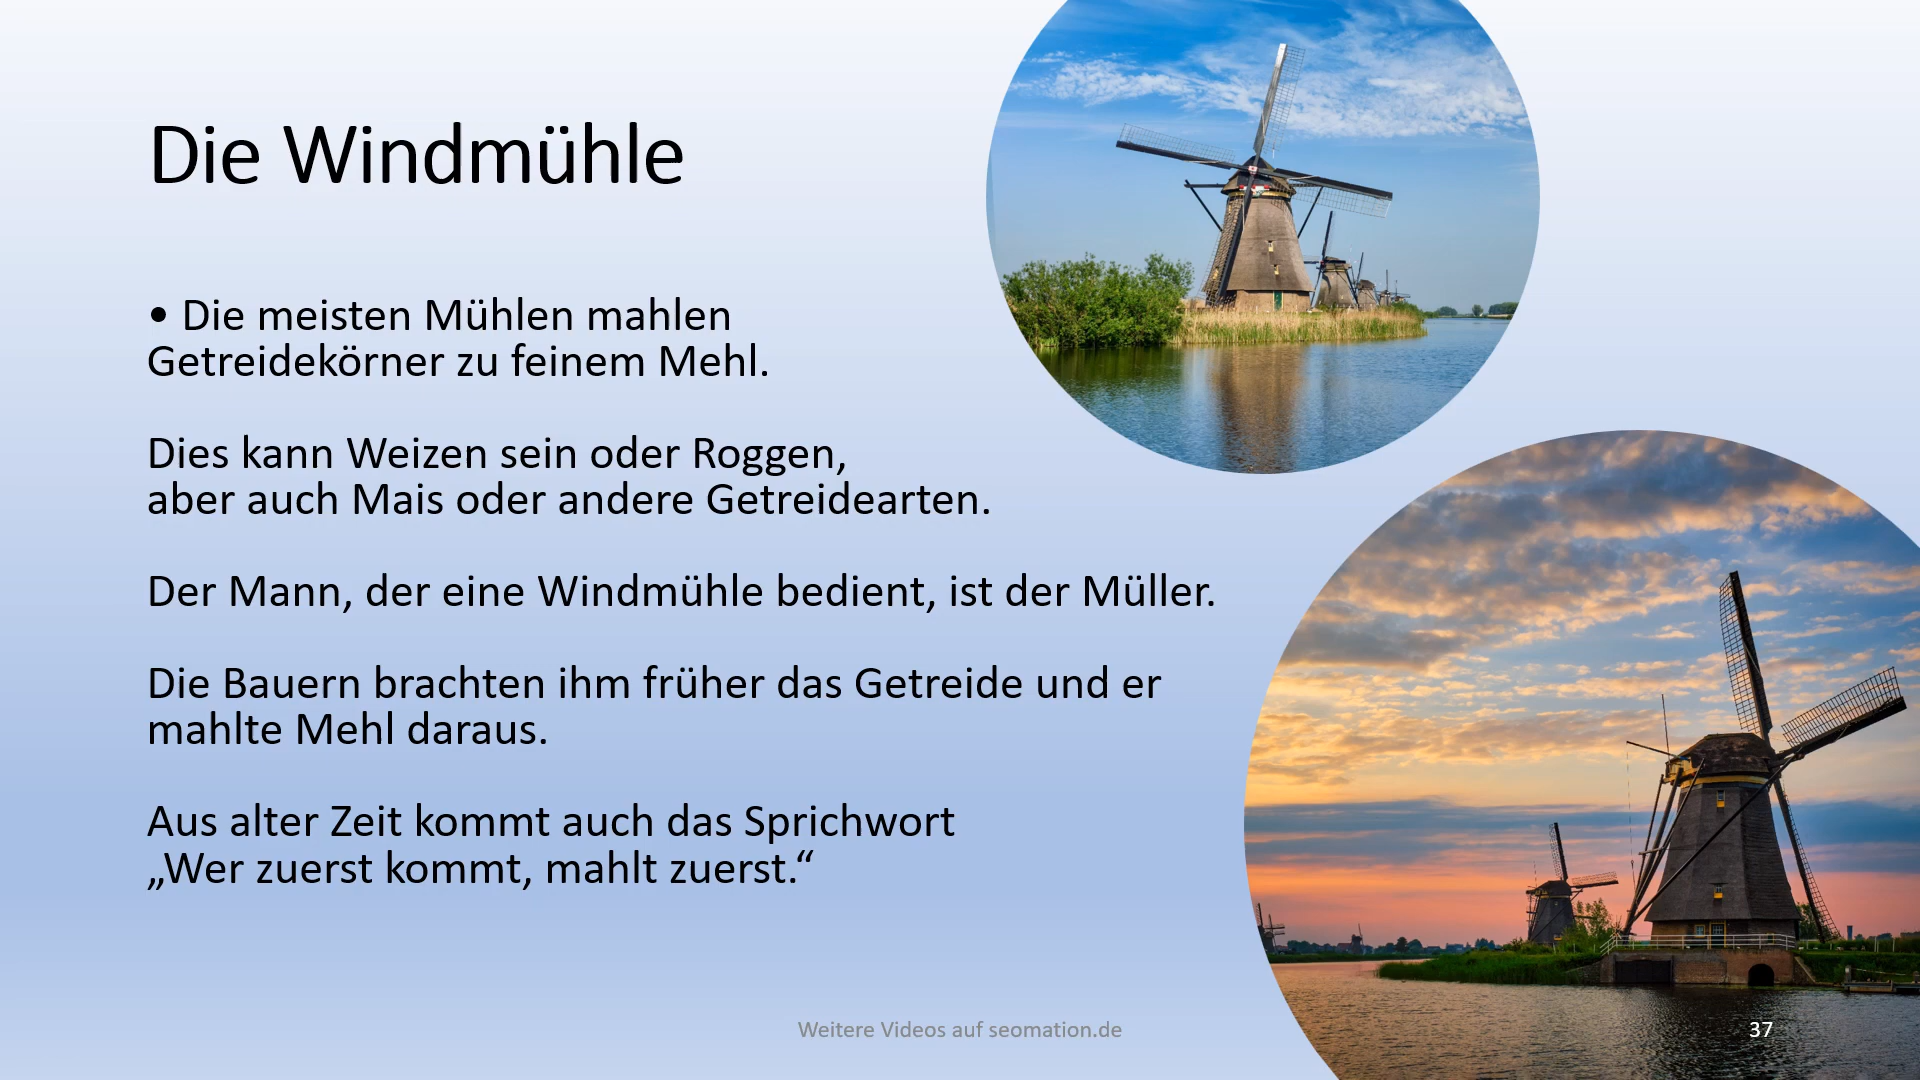 Die Windmühle
• Die meisten Mühlen mahlen
Getreidekörner zu feinem Mehl.
Dies kann Weizen sein oder Roggen,
aber auch Mais oder andere Getreidearten.
Der Mann, der eine Windmühle bedient, ist der Müller.
Die Bauern brachten ihm früher das Getreide und er
mahlte Mehl daraus.
Aus alter Zeit kommt auch das Sprichwort
„Wer zuerst kommt, mahlt zuerst.“
Weitere Videos auf seomation.de
37